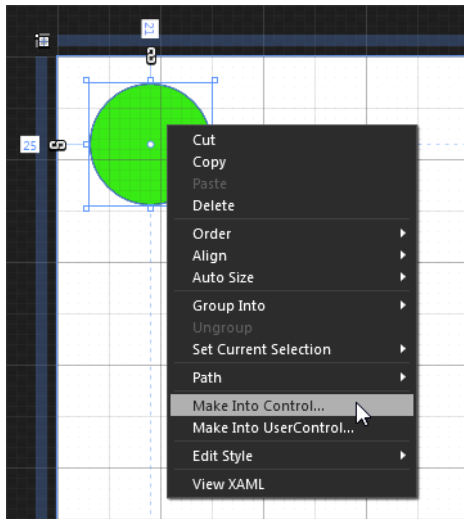 21
25
Cut
Copy
Paste
Delete
Order
Align
Auto Size
Group Into
Ungroup
Set Current Selection
Path
Make Into Control...
Make Into UserControl...
Edit Style
View XAML